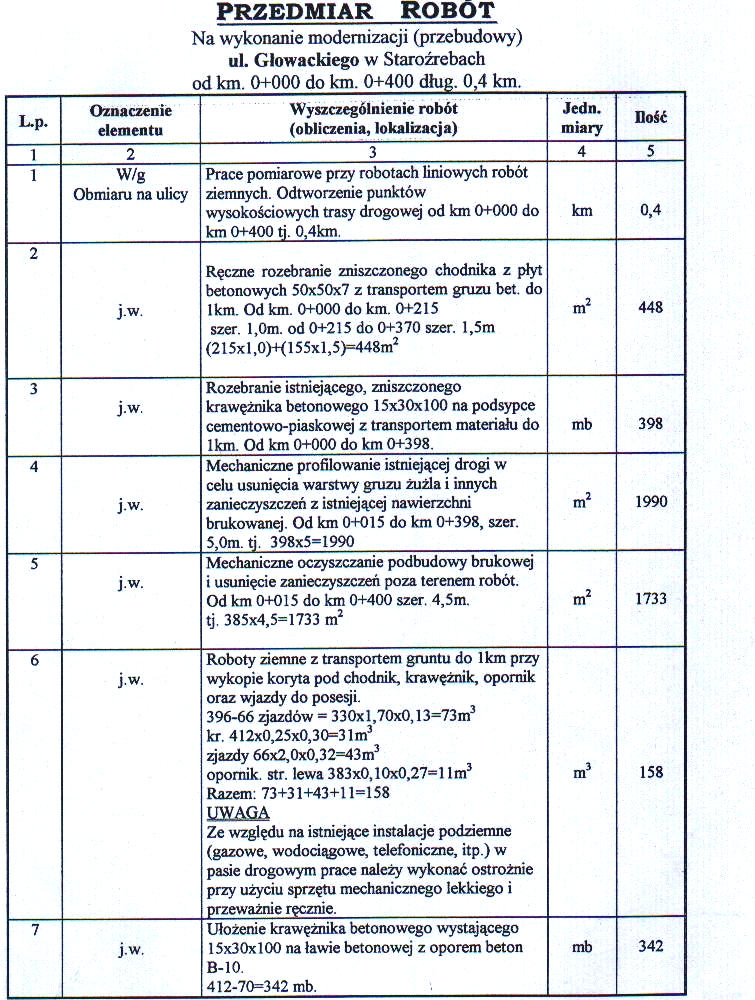 PRZEDMIAR ROBÓT
Na wykonanie modernizacji (przebudowy)
ul. Głowackiego w Staroźrebach
od km. 0+000 do km. 0+400 dług. 0,4 km.
L.p. Oznaczenie elementu Wyszczególnienie robót (obliczenia, lokalizacja) Jedn. miary Ilość
1 2 3 4 5
1 W/g Prace pomiarowe przy robotach liniowych robót
Obmiaru na ulicy ziemnych. Odtworzenie punktów
wysokościowych trasy drogowej od km 0+000 do km 0,4
km 0+400 tj. 0,4km.
2
Ręczne rozebranie zniszczonego chodnika z płyt
betonowych 50x50x7 z transportem gruzu bet. do
j.w. 1km. Od km. 0+000 do km. 0+215 m² 448
szer. 1,0m. od 0+215 do 0+370 szer. 1,5m
(215x1,0)+(155x1,5)=448m²
3 Rozebranie istniejącego, zniszczonego
j.w. krawężnika betonowego 15x30x100 na podsypce
cementowo-piaskowej z transportem materiału do mb 398
1km. Od km 0+000 do km 0+398.
4 Mechaniczne profilowanie istniejącej drogi w
celu usunięcia warstwy gruzu żużla i innych
j.w. zanieczyszczeń z istniejącej nawierzchni m² 1990
brukowanej. Od km 0+015 do km 0+398, szer.
5,0m. tj. 398x5=1990
5 Mechaniczne oczyszczanie podbudowy brukowej
j.w. i usunięcie zanieczyszczeń poza terenem robót.
Od km 0+015 do km 0+400 szer. 4,5m. m² 1733
tj. 385x4,5=1733 m²
6 Roboty ziemne z transportem gruntu do 1km przy
j.w. wykopie koryta pod chodnik, krawężnik, opornik
oraz wjazdy do posesji.
396-66 zjazdów = 330x1,70x0,13=73m³
kr. 412x0,25x0,30=31m³
zjazdy 66x2,0x0,32=43m³
opornik. str. lewa 383x0,10x0,27=11m³ m³ 158
Razem: 73+31+43+11=158
UWAGA
Ze względu na istniejące instalacje podziemne
(gazowe, wodociągowe, telefoniczne, itp.) w
pasie drogowym prace należy wykonać ostrożnie
przy użyciu sprzętu mechanicznego lekkiego i
przeważnie ręcznie.
7 Ułożenie krawężnika betonowego wystającego
j.w. 15x30x100 na ławie betonowej z oporem beton mb 342
B-10.
412-70=342 mb.